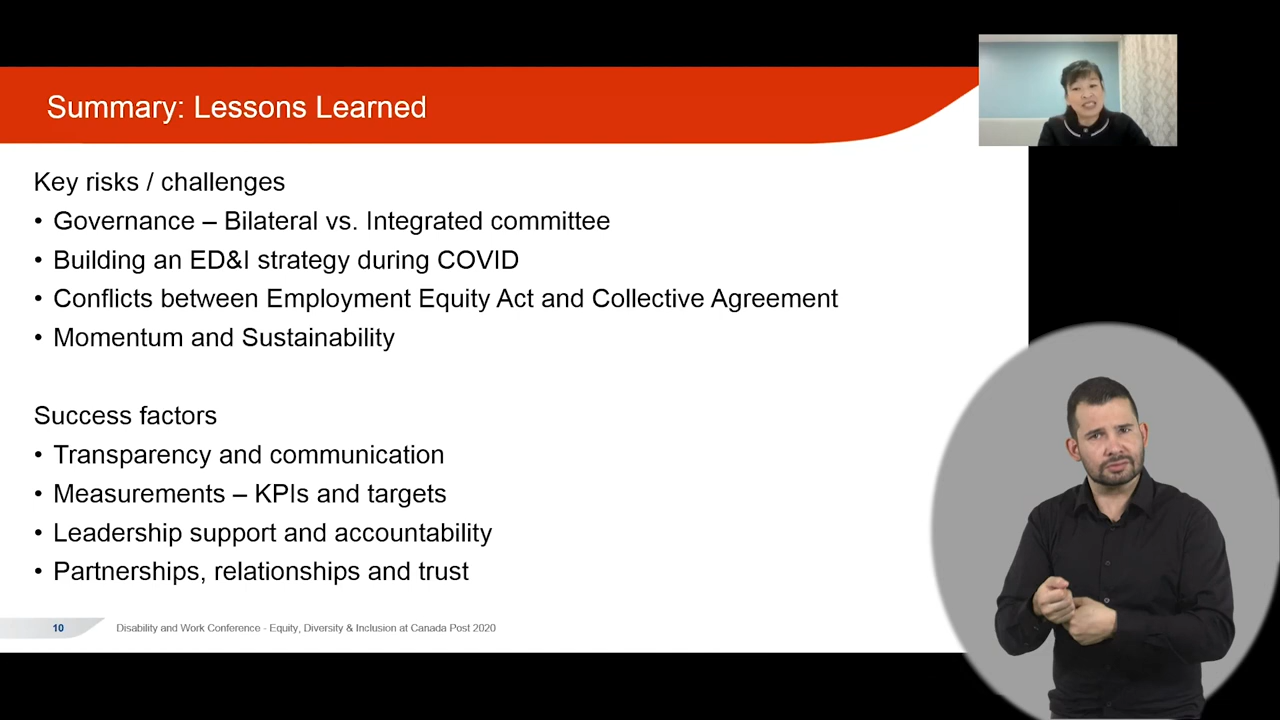 Summary: Lessons Learned
Key risks / challenges
• Governance – Bilateral vs. Integrated committee
• Building an ED&I strategy during COVID
• Conflicts between Employment Equity Act and Collective Agreement
• Momentum and Sustainability
Success factors
• Transparency and communication
• Measurements – KPIs and targets
• Leadership support and accountability
• Partnerships, relationships and trust
10 Disability and Work Conference - Equity, Diversity & Inclusion at Canada Post 2020